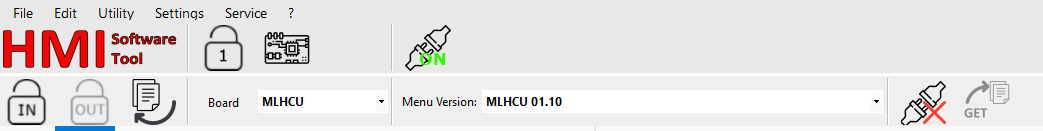 File Edit Utility Settings Service ?
HMI Software Tool
1
ON
IN
OUT
Board MLHCU Menu Version: MLHCU 01.10
GET